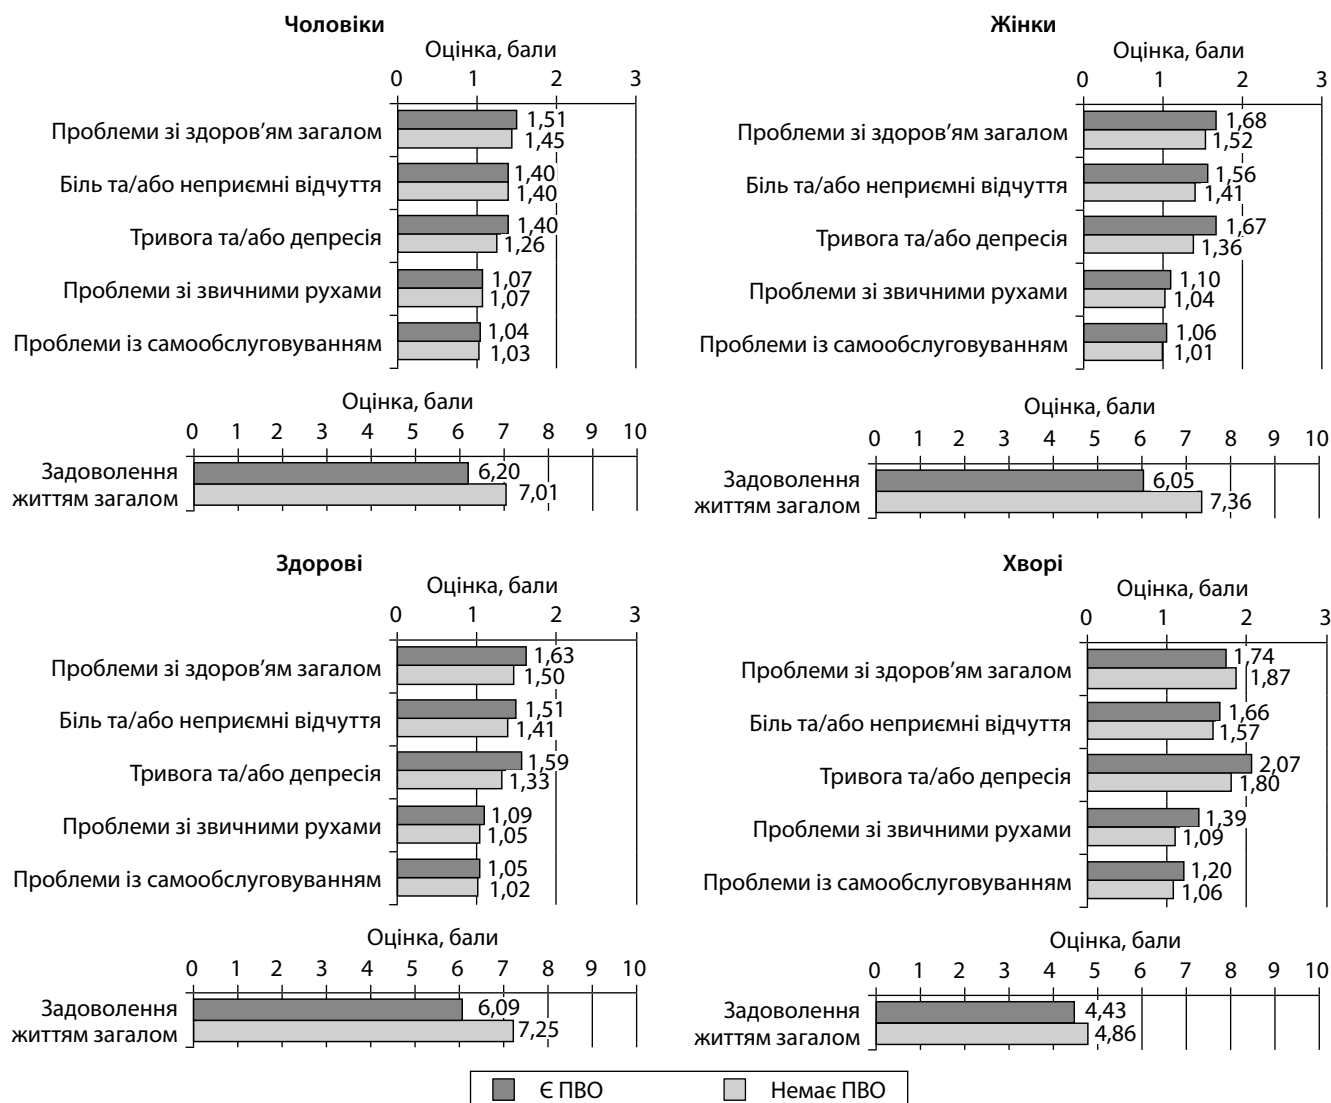 Чоловіки
Оцінка, бали
0 1 2 3
Проблеми зі здоров’ям загалом
1,51
1,45
Біль та/або неприємні відчуття
1,40
1,40
Тривога та/або депресія
1,40
1,26
Проблеми зі звичними рухами
1,07
1,07
Проблеми із самообслуговуванням
1,04
1,03
Оцінка, бали
0 1 2 3 4 5 6 7 8 9 10
Задоволення
життям загалом
6,20
7,01
Жінки
Оцінка, бали
0 1 2 3
Проблеми зі здоров’ям загалом
1,68
1,52
Біль та/або неприємні відчуття
1,56
1,41
Тривога та/або депресія
1,67
1,36
Проблеми зі звичними рухами
1,10
1,04
Проблеми із самообслуговуванням
1,06
1,01
Оцінка, бали
0 1 2 3 4 5 6 7 8 9 10
Задоволення
життям загалом
6,05
7,36
Здорові
Оцінка, бали
0 1 2 3
Проблеми зі здоров’ям загалом
1,63
1,50
Біль та/або неприємні відчуття
1,51
1,41
Тривога та/або депресія
1,59
1,33
Проблеми зі звичними рухами
1,09
1,05
Проблеми із самообслуговуванням
1,05
1,02
Оцінка, бали
0 1 2 3 4 5 6 7 8 9 10
Задоволення
життям загалом
6,09
7,25
Хворі
Оцінка, бали
0 1 2 3
Проблеми зі здоров’ям загалом
1,74
1,87
Біль та/або неприємні відчуття
1,66
1,57
Тривога та/або депресія
2,07
1,80
Проблеми зі звичними рухами
1,39
1,09
Проблеми із самообслуговуванням
1,20
1,06
Оцінка, бали
0 1 2 3 4 5 6 7 8 9 10
Задоволення
життям загалом
4,43
4,86
Є ПВО Немає ПВО